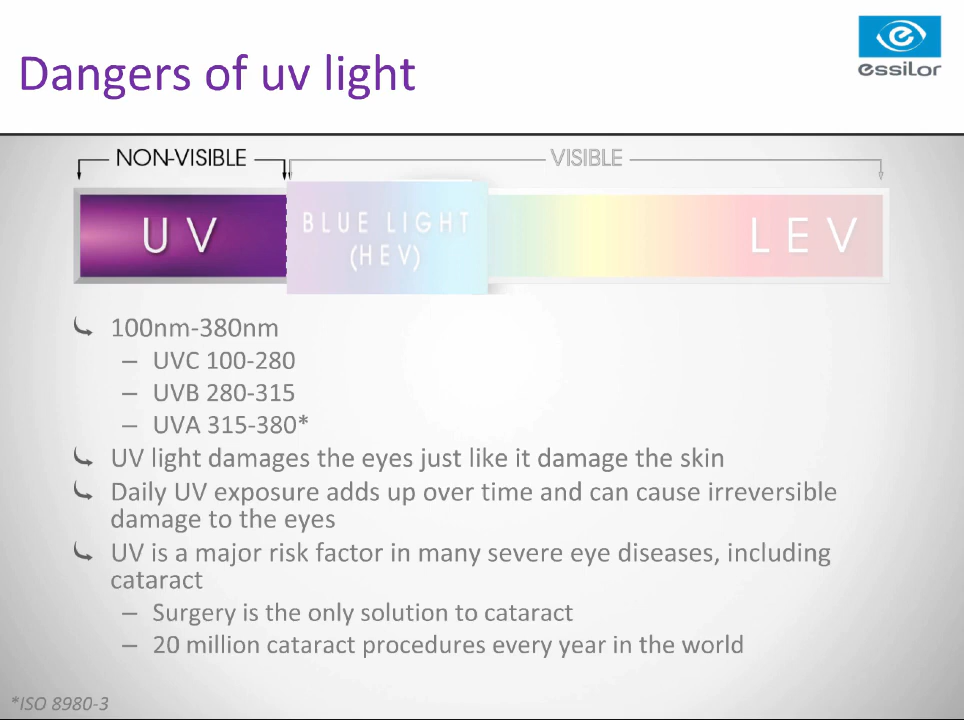 essilor
Dangers of uv light
NON-VISIBLE
VISIBLE
UV
BLUE LIGHT
(HEV)
LEV
100nm-380nm
– UVC 100-280
– UVB 280-315
– UVA 315-380*
UV light damages the eyes just like it damage the skin
Daily UV exposure adds up over time and can cause irreversible
damage to the eyes
UV is a major risk factor in many severe eye diseases, including
cataract
– Surgery is the only solution to cataract
– 20 million cataract procedures every year in the world
*ISO 8980-3